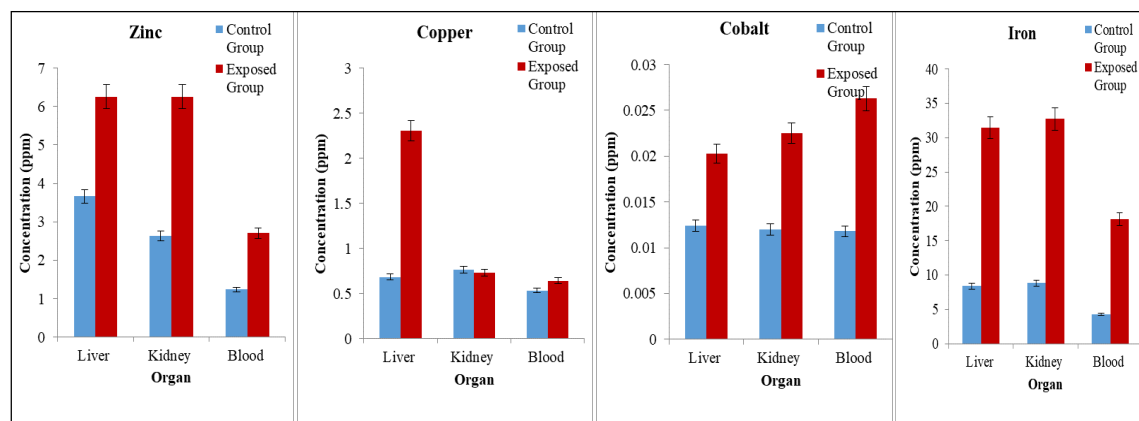 Zinc
Control
Group
Exposed
Group
Concentration (ppm)
7
6
5
4
3
2
1
0
Liver
Kidney
Blood
Organ
Copper
Control
Group
Exposed
Group
Concentration (ppm)
3
2.5
2
1.5
1
0.5
0
Liver
Kidney
Blood
Organ
Cobalt
Control
Group
Exposed
Group
Concentration (ppm)
0.03
0.025
0.02
0.015
0.01
0.005
0
Liver
Kidney
Blood
Organ
Iron
Control
Group
Exposed
Group
Concentration (ppm)
40
35
30
25
20
15
10
5
0
Liver
Kidney
Blood
Organ